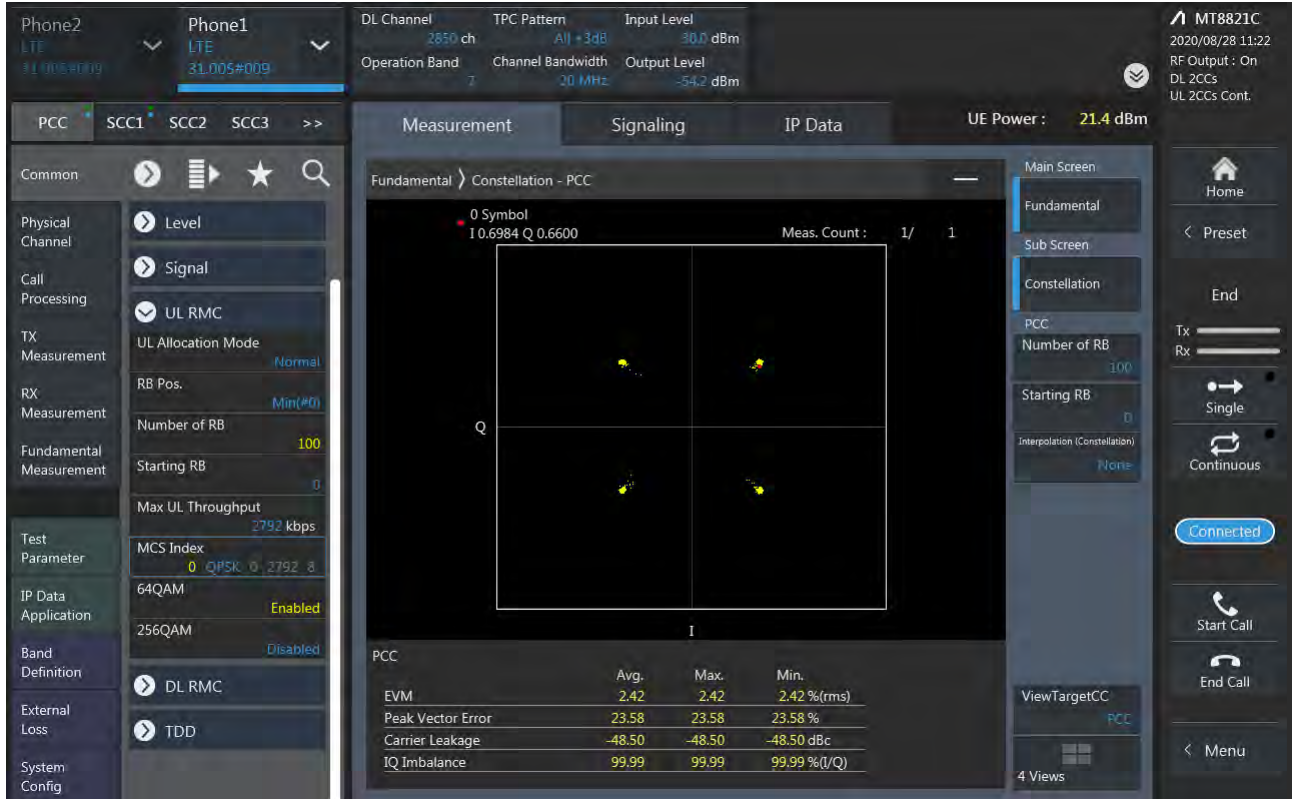 Phone2
LTE
31.005#009
Phone1
LTE
31.005#009
DL Channel
2850 ch
TPC Pattern
All +3dB
Input Level
30.0 dBm
Operation Band
7
Channel Bandwidth
20 MHz
Output Level
-54.2 dBm
MT8821C
2020/08/28 11:22
RF Output : On
DL 2CCs
UL 2CCs Cont.
PCC SCC1 SCC2 SCC3 >>
Measurement Signaling IP Data
UE Power : 21.4 dBm
Common
Physical
Channel
Call
Processing
TX
Measurement
RX
Measurement
Fundamental
Measurement
Test
Parameter
IP Data
Application
Band
Definition
External
Loss
System
Config
Level
Signal
UL RMC
UL Allocation Mode
Normal
RB Pos.
Min(#0)
Number of RB
100
Starting RB
0
Max UL Throughput
2792 kbps
MCS Index
0 QPSK 0 2792 8
64QAM
Enabled
256QAM
Disabled
DL RMC
TDD
Fundamental 〉 Constellation - PCC
0 Symbol
I 0.6984 Q 0.6600
Meas. Count : 1/ 1
Q
I
PCC
Avg. Max. Min.
EVM 2.42 2.42 2.42 %(rms)
Peak Vector Error 23.58 23.58 23.58 %
Carrier Leakage -48.50 -48.50 -48.50 dBc
IQ Imbalance 99.99 99.99 99.99 %(I/Q)
Main Screen
Fundamental
Sub Screen
Constellation
PCC
Number of RB
100
Starting RB
0
Interpolation (Constellation)
None
ViewTargetCC
PCC
4 Views
Home
< Preset
End
Tx
Rx
Single
Continuous
Connected
Start Call
End Call
< Menu